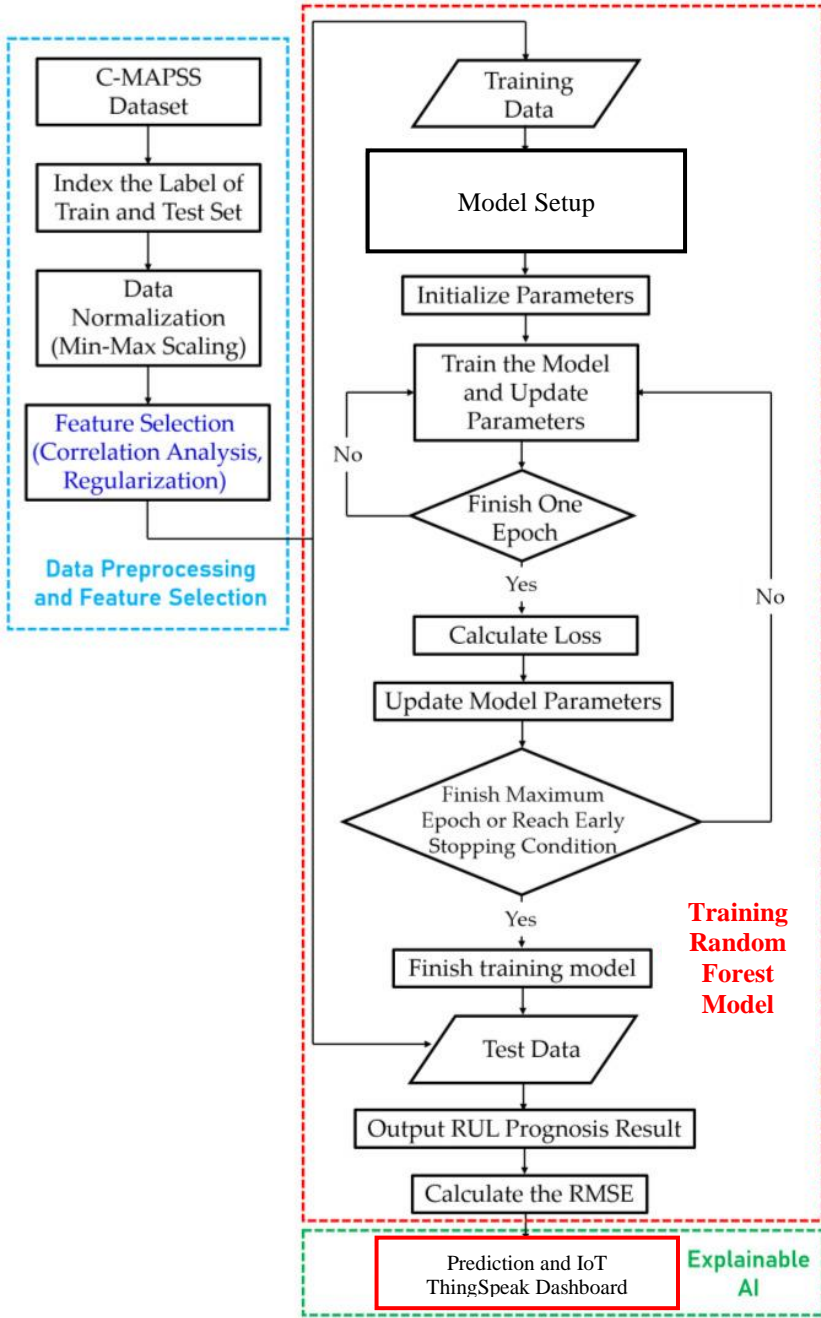 C-MAPSS
Dataset
Index the Label of
Train and Test Set
Data
Normalization
(Min-Max Scaling)
Feature Selection
(Correlation Analysis,
Regularization)
Data Preprocessing
and Feature Selection
Training
Data
Model Setup
Initialize Parameters
Train the Model
and Update
Parameters
No
Finish One
Epoch
Yes
No
Calculate Loss
Update Model Parameters
Finish Maximum
Epoch or Reach Early
Stopping Condition
Yes
Training
Random
Forest
Model
Finish training model
Test Data
Output RUL Prognosis Result
Calculate the RMSE
Prediction and IoT
ThingSpeak Dashboard
Explainable
AI